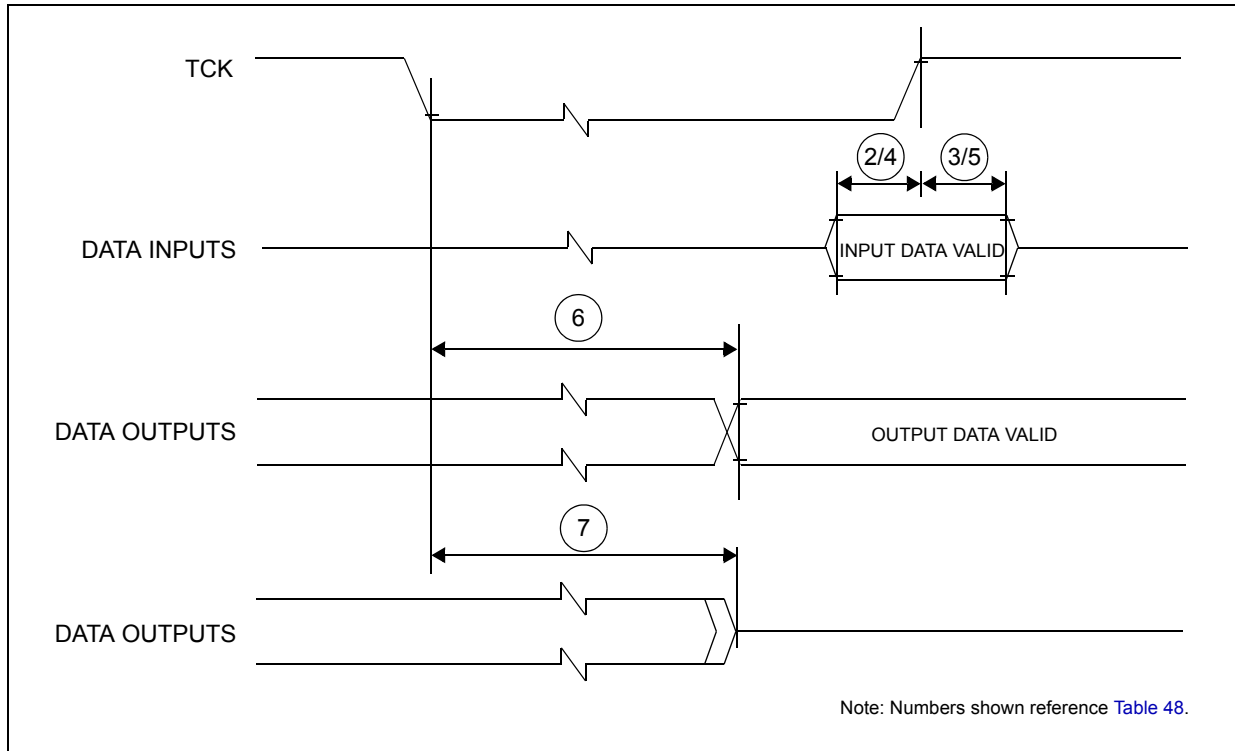 TCK
2/4
3/5
DATA INPUTS
INPUT DATA VALID
6
DATA OUTPUTS
OUTPUT DATA VALID
7
DATA OUTPUTS
Note: Numbers shown reference Table 48.